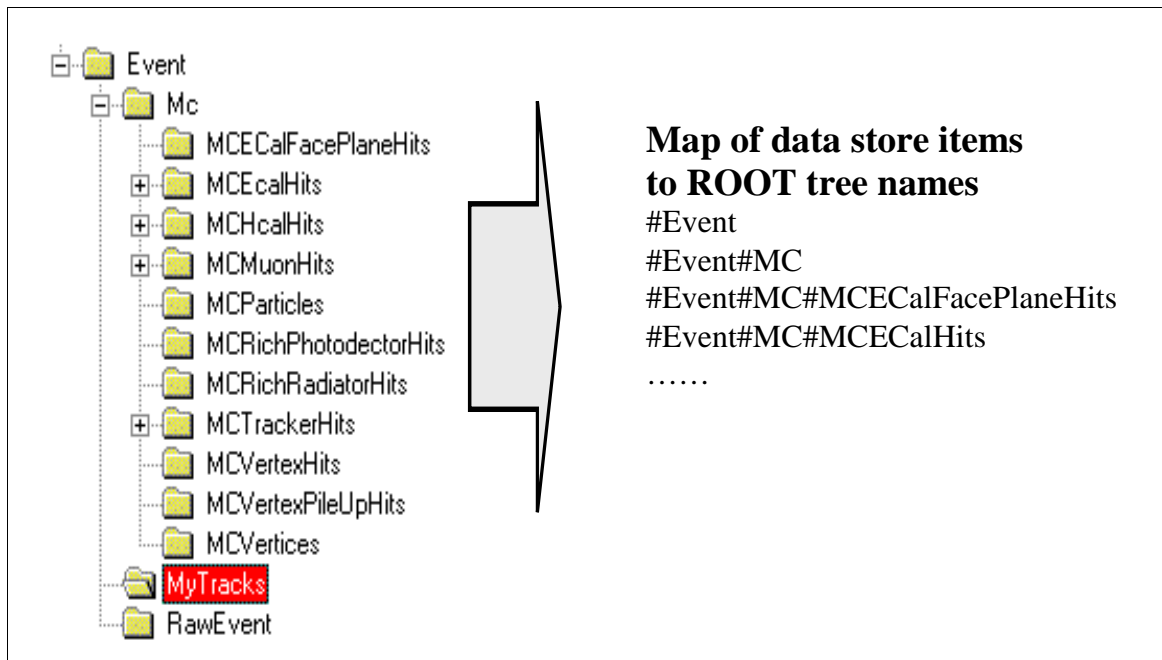 Event
Mc
MCECalFacePlaneHits
MCEcalHits
MCHcalHits
MCMuonHits
MCParticles
MCRichPhotodectorHits
MCRichRadiatorHits
MCTrackerHits
MCVertexHits
MCVertexPileUpHits
MCVertices
MyTracks
RawEvent
Map of data store items
to ROOT tree names
#Event
#Event#MC
#Event#MC#MCECalFacePlaneHits
#Event#MC#MCECalHits
……